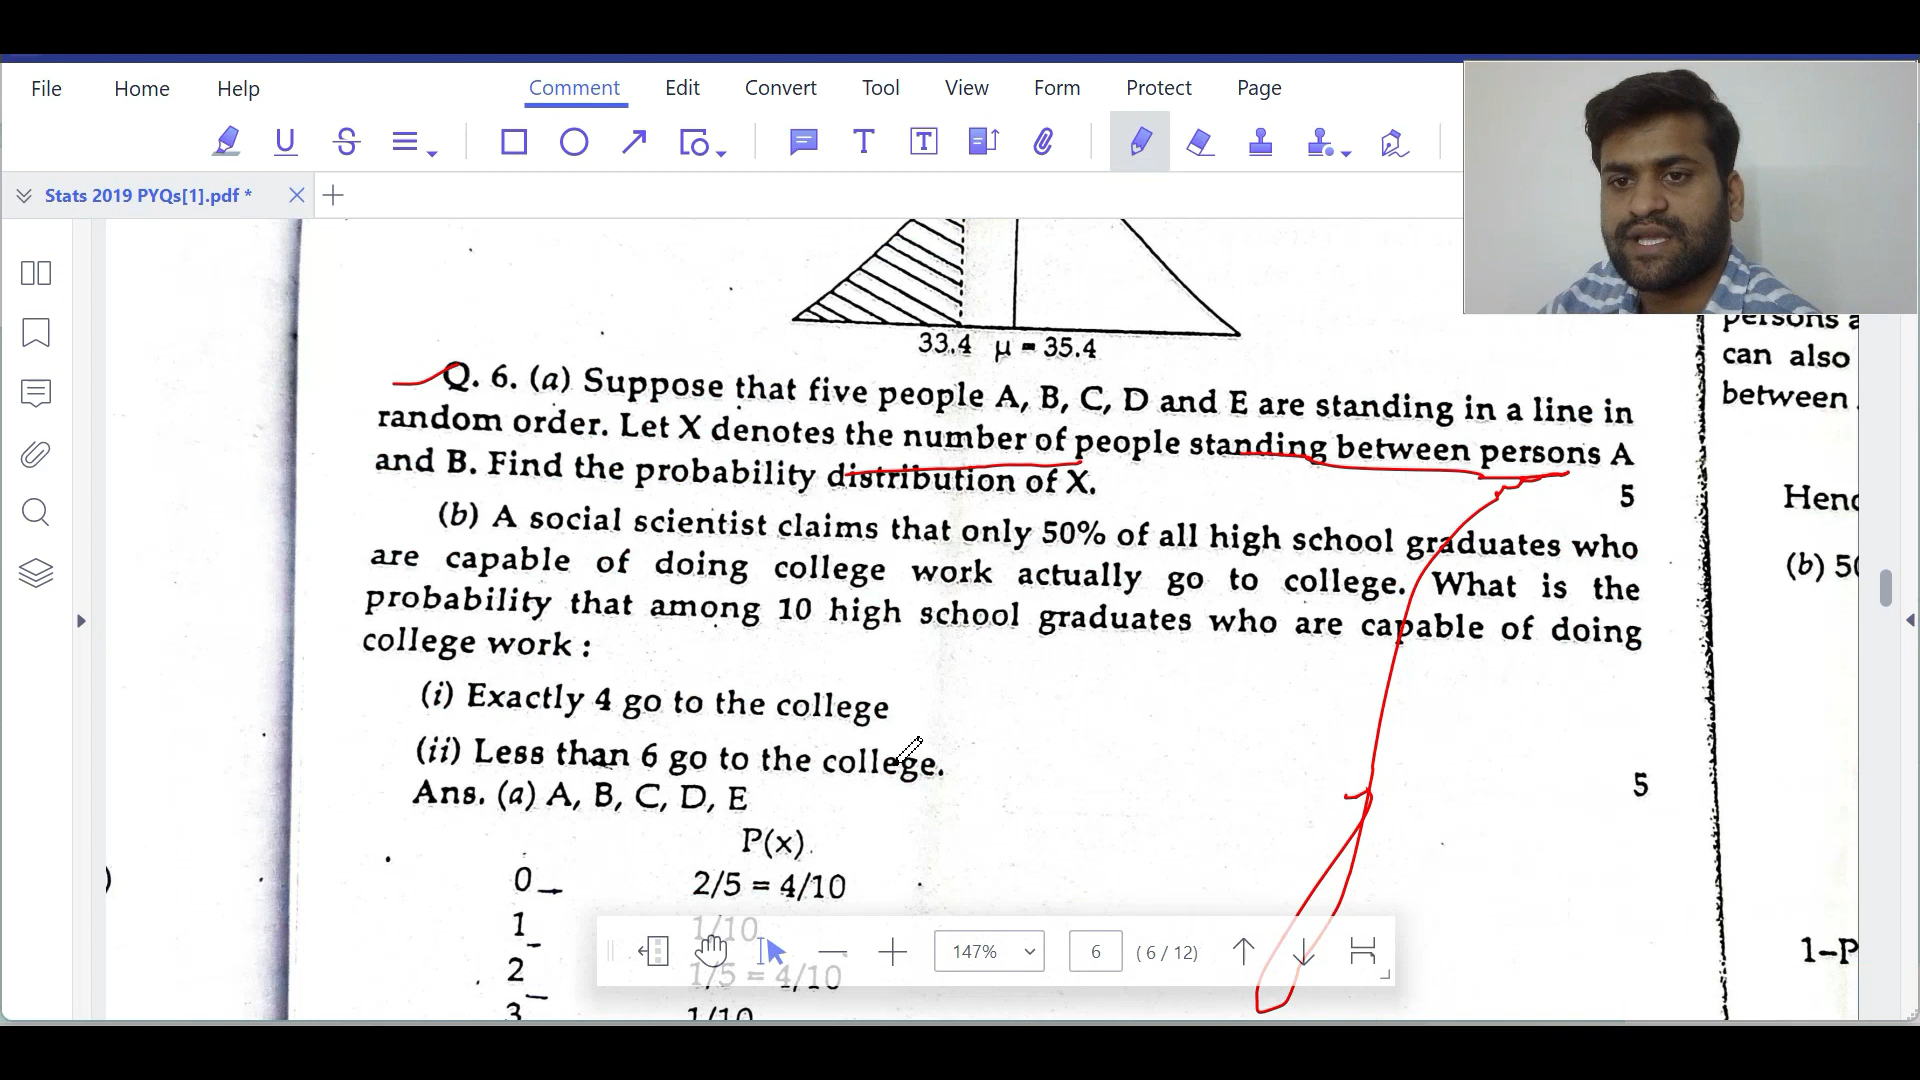 File Home Help Comment Edit Convert Tool View Form Protect Page
Stats 2019 PYQs[1].pdf *
33.4 μ = 35.4
Q. 6. (a) Suppose that five people A, B, C, D and E are standing in a line in
random order. Let X denotes the number of people standing between persons A
and B. Find the probability distribution of X.
5
(b) A social scientist claims that only 50% of all high school graduates who
are capable of doing college work actually go to college. What is the
probability that among 10 high school graduates who are capable of doing
college work :
(i) Exactly 4 go to the college
(ii) Less than 6 go to the college.
5
Ans. (a) A, B, C, D, E
P(x)
0 2/5 = 4/10
1 1/10
2 1/5 = 4/10
3 1/10
can also
between
Henc
(b) 50
1–P
147% 6 (6 / 12)